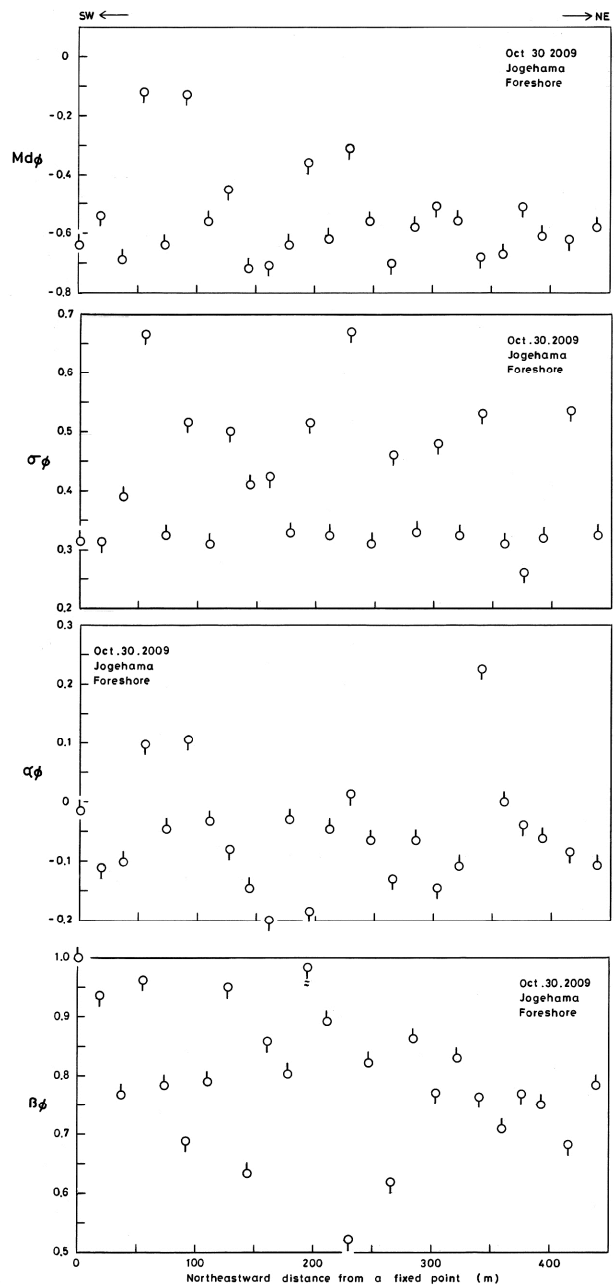 SW ← → NE
0
-0.2
-0.4
-0.6
-0.8
Mdϕ
Oct 30 2009
Jogehama
Foreshore
0.7
0.6
0.5
0.4
0.3
0.2
σϕ
Oct.30.2009
Jogehama
Foreshore
0.3
0.2
0.1
0
-0.1
-0.2
αϕ
Oct.30.2009
Jogehama
Foreshore
1.0
0.9
0.8
0.7
0.6
0.5
βϕ
Oct.30.2009
Jogehama
Foreshore
0 100 200 300 400
Northeastward distance from a fixed point (m)